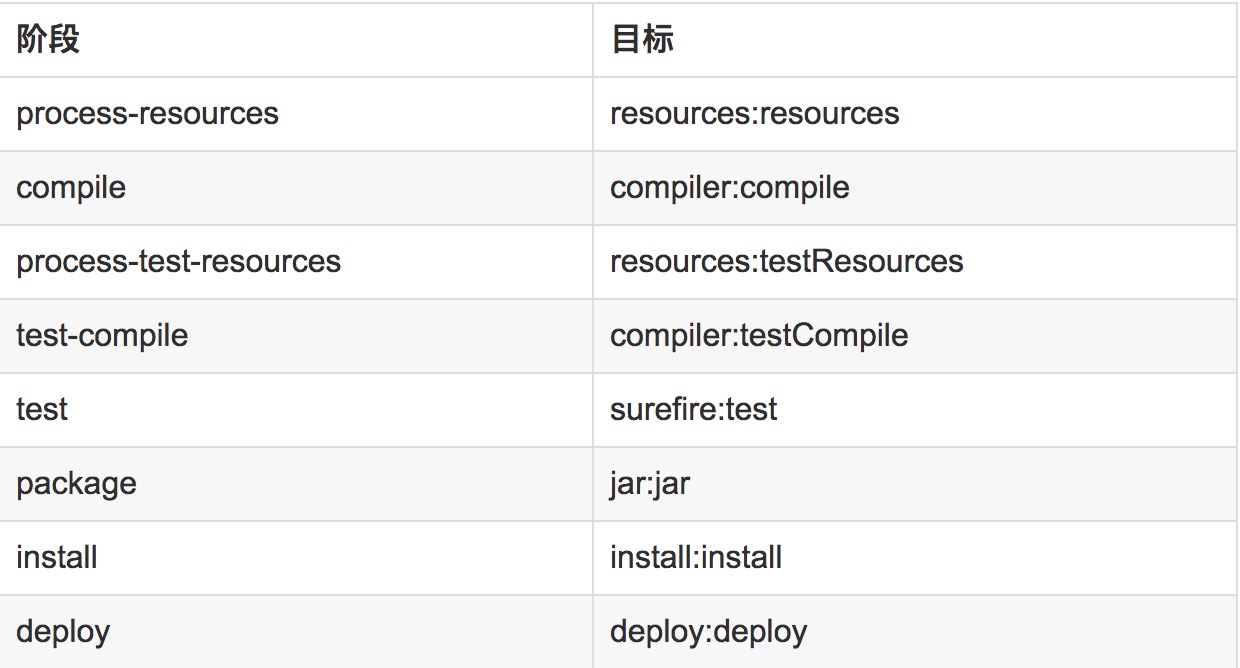 阶段 目标
process-resources resources:resources
compile compiler:compile
process-test-resources resources:testResources
test-compile compiler:testCompile
test surefire:test
package jar:jar
install install:install
deploy deploy:deploy